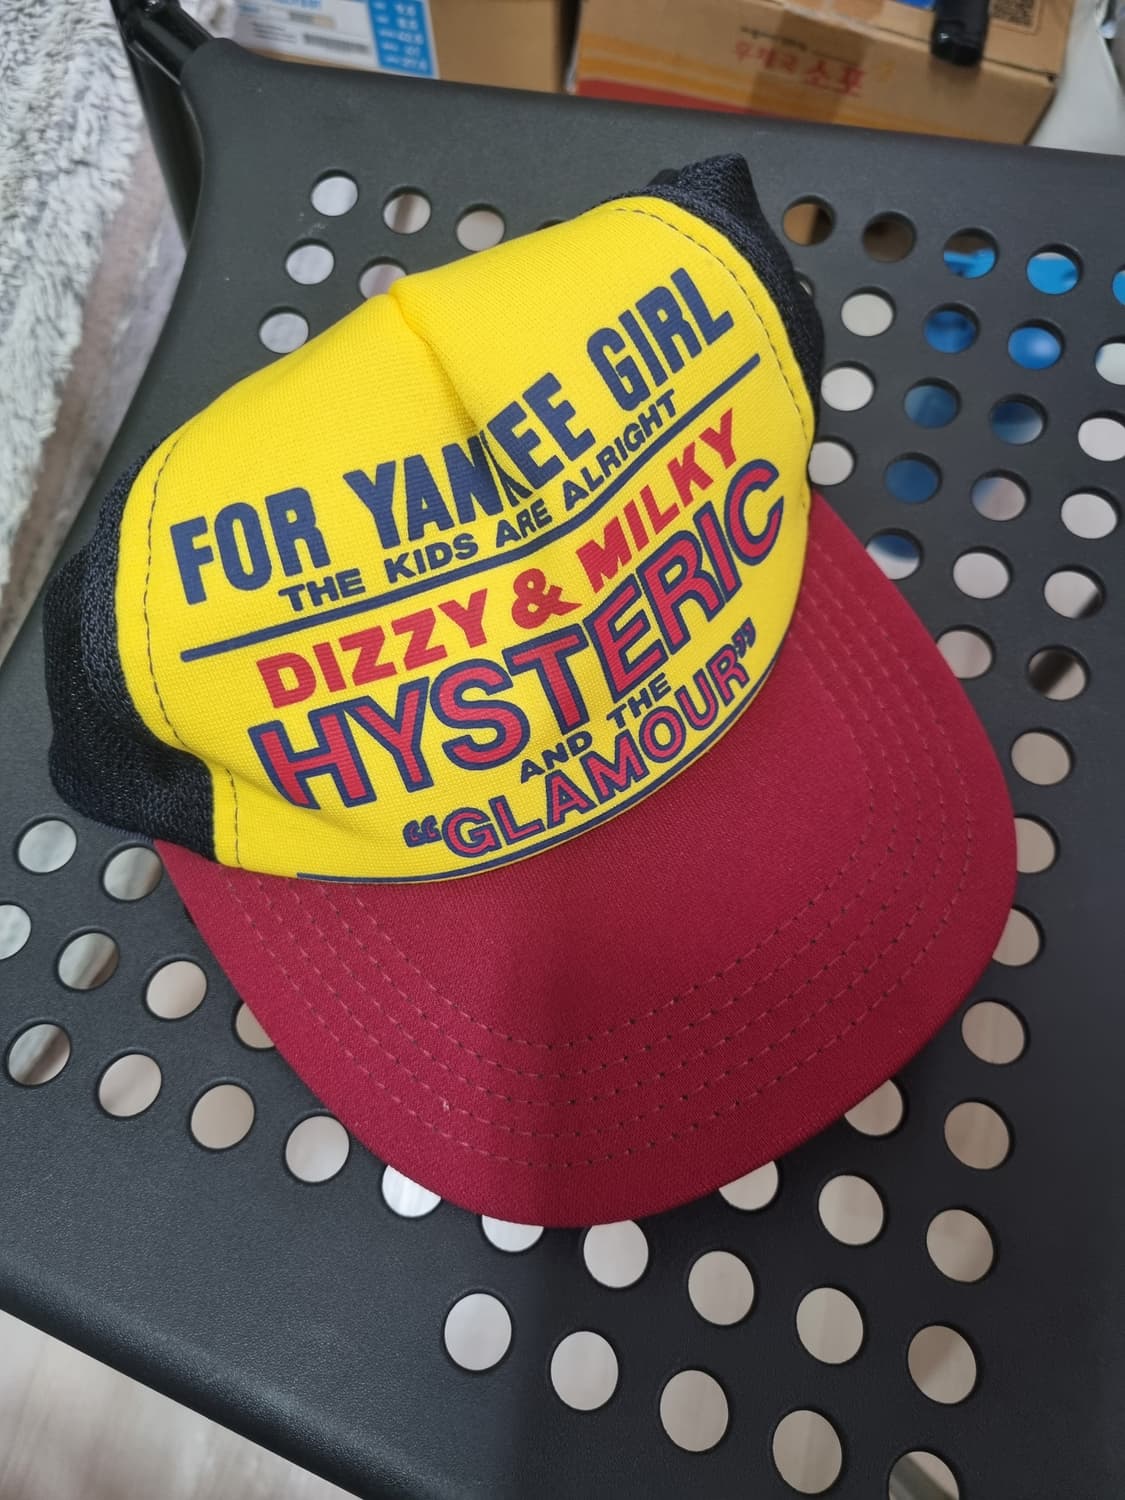 FOR YANKEE GIRL
THE KIDS ARE ALRIGHT
DIZZY & MILKY
HYSTERIC
AND THE
“GLAMOUR”